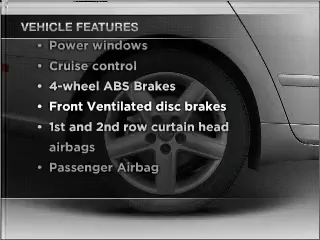 VEHICLE FEATURES
• Power windows
• Cruise control
• 4-wheel ABS Brakes
• Front Ventilated disc brakes
• 1st and 2nd row curtain head
airbags
• Passenger Airbag